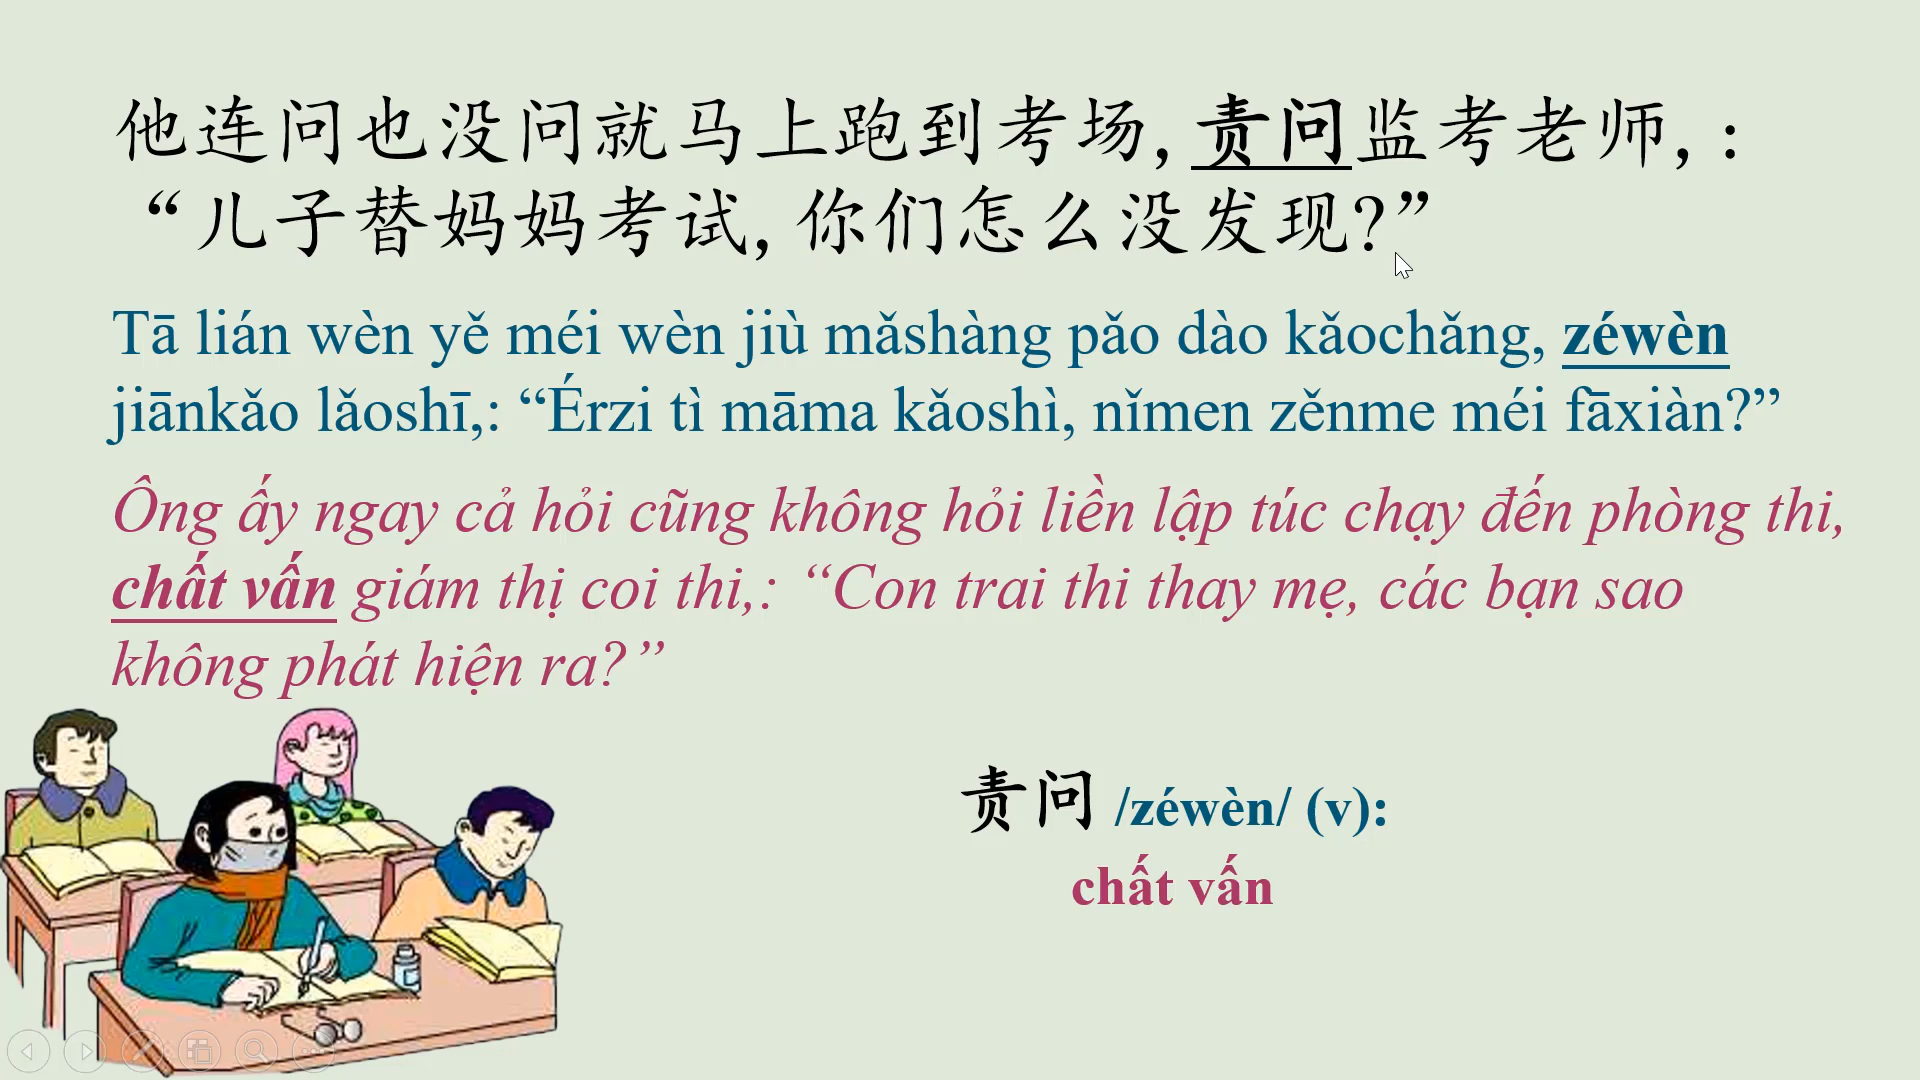 他连问也没问就马上跑到考场,责问监考老师,:
“儿子替妈妈考试,你们怎么没发现?”
Tā lián wèn yě méi wèn jiù mǎshàng pǎo dào kǎochǎng, zéwèn
jiānkǎo lǎoshī,: “Érzi tì māma kǎoshì, nǐmen zěnme méi fāxiàn?”
Ông ấy ngay cả hỏi cũng không hỏi liền lập túc chạy đến phòng thi,
chất vấn giám thị coi thi,: “Con trai thi thay mẹ, các bạn sao
không phát hiện ra?”
责问 /zéwèn/ (v):
chất vấn